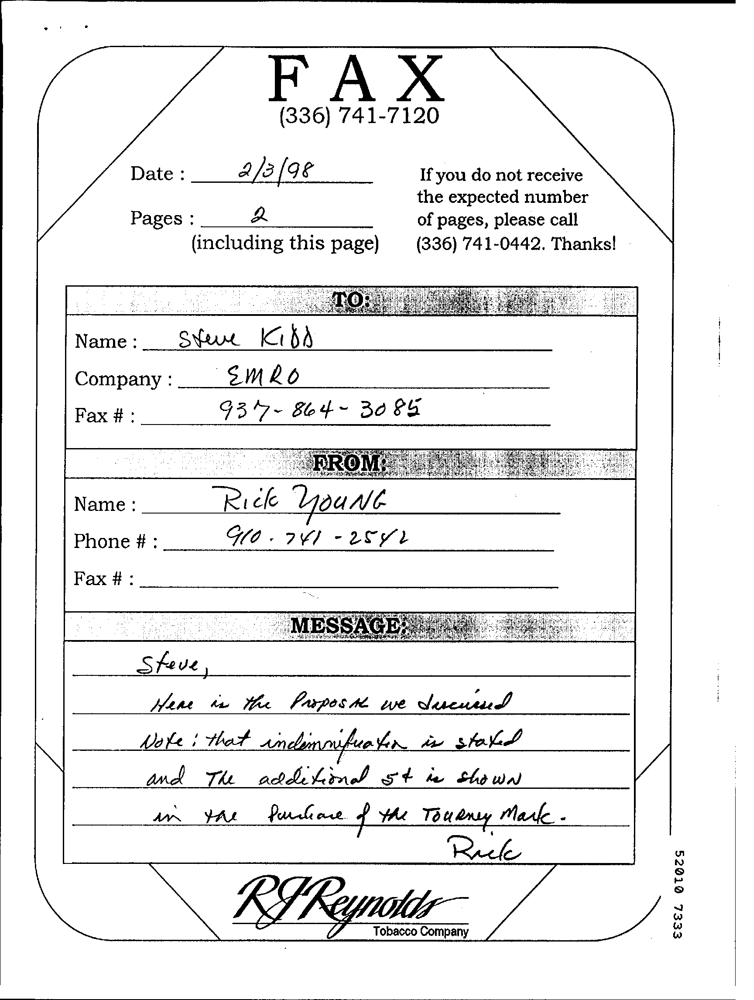 FAX
(336) 741-7120
Date : 2/3/98
Pages : 2
(including this page)
If you do not receive
the expected number
of pages, please call
(336) 741-0442. Thanks!
TO:
Name : Steve Kidd
Company : EMRO
Fax # : 937-864-3085
FROM:
Name : Rick Young
Phone # : 910-741-2542
Fax # :
MESSAGE:
Steve,
Here is the Proposal we discussed
Note: that indemnification is stated
and The additional 5¢ is shown
in the Purchase of the Tourney Mark.
Rick
RJReynolds
Tobacco Company
52010 7333